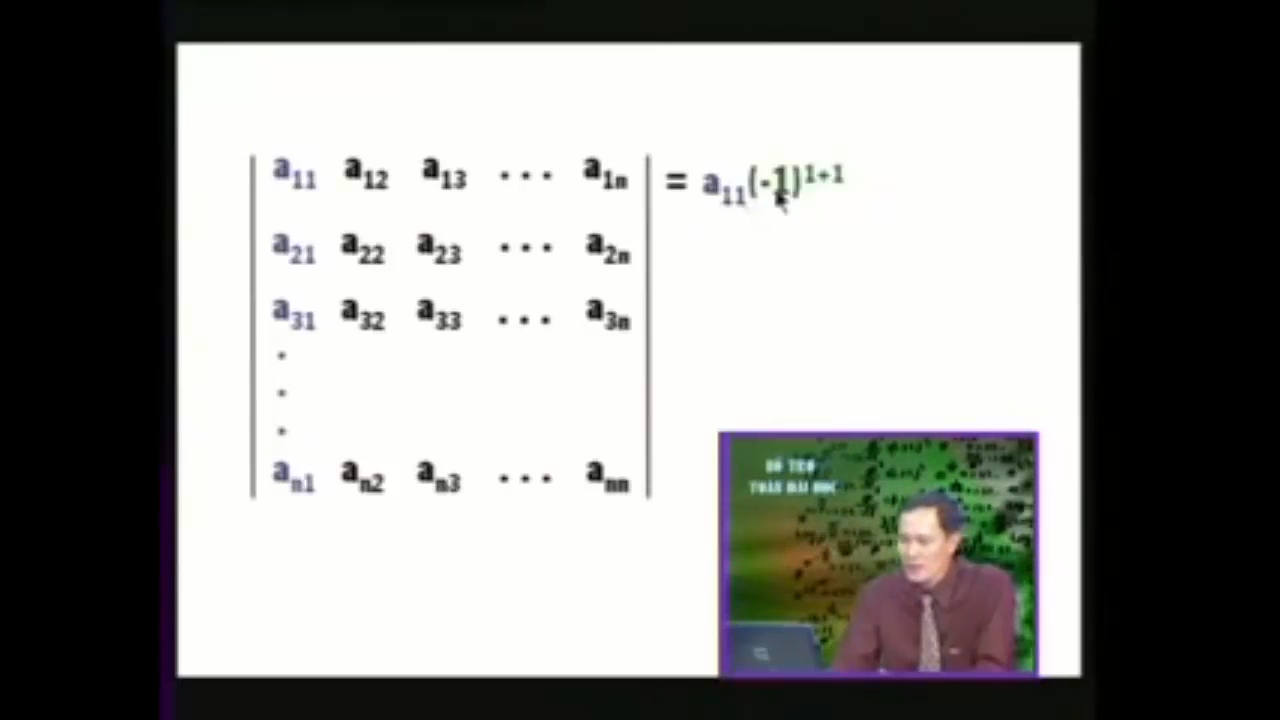 a11 a12 a13 ... a1n = a11(-1)1+1
a21 a22 a23 ... a2n
a31 a32 a33 ... a3n
.
.
.
an1 an2 an3 ... ann